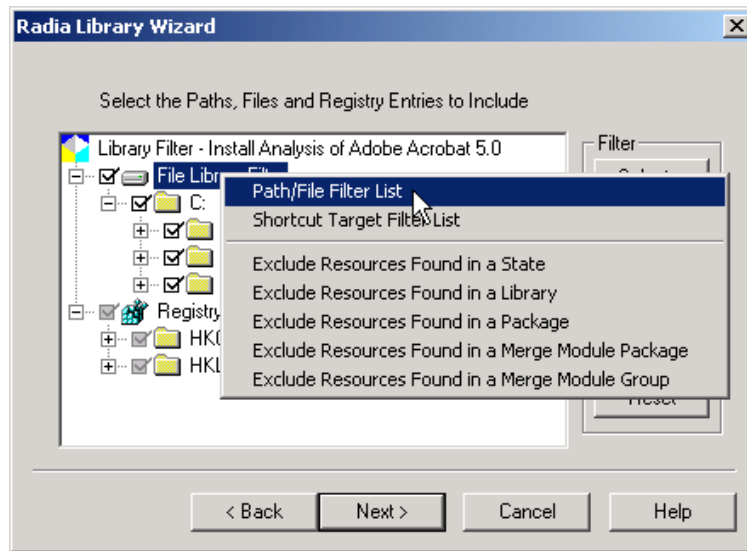 Radia Library Wizard
Select the Paths, Files and Registry Entries to Include
Library Filter - Install Analysis of Adobe Acrobat 5.0
Filter
File
Path/File Filter List
C:
Shortcut Target Filter List
Exclude Resources Found in a State
Exclude Resources Found in a Library
Registry
Exclude Resources Found in a Package
Exclude Resources Found in a Merge Module Package
Exclude Resources Found in a Merge Module Group
Reset
< Back
Next >
Cancel
Help